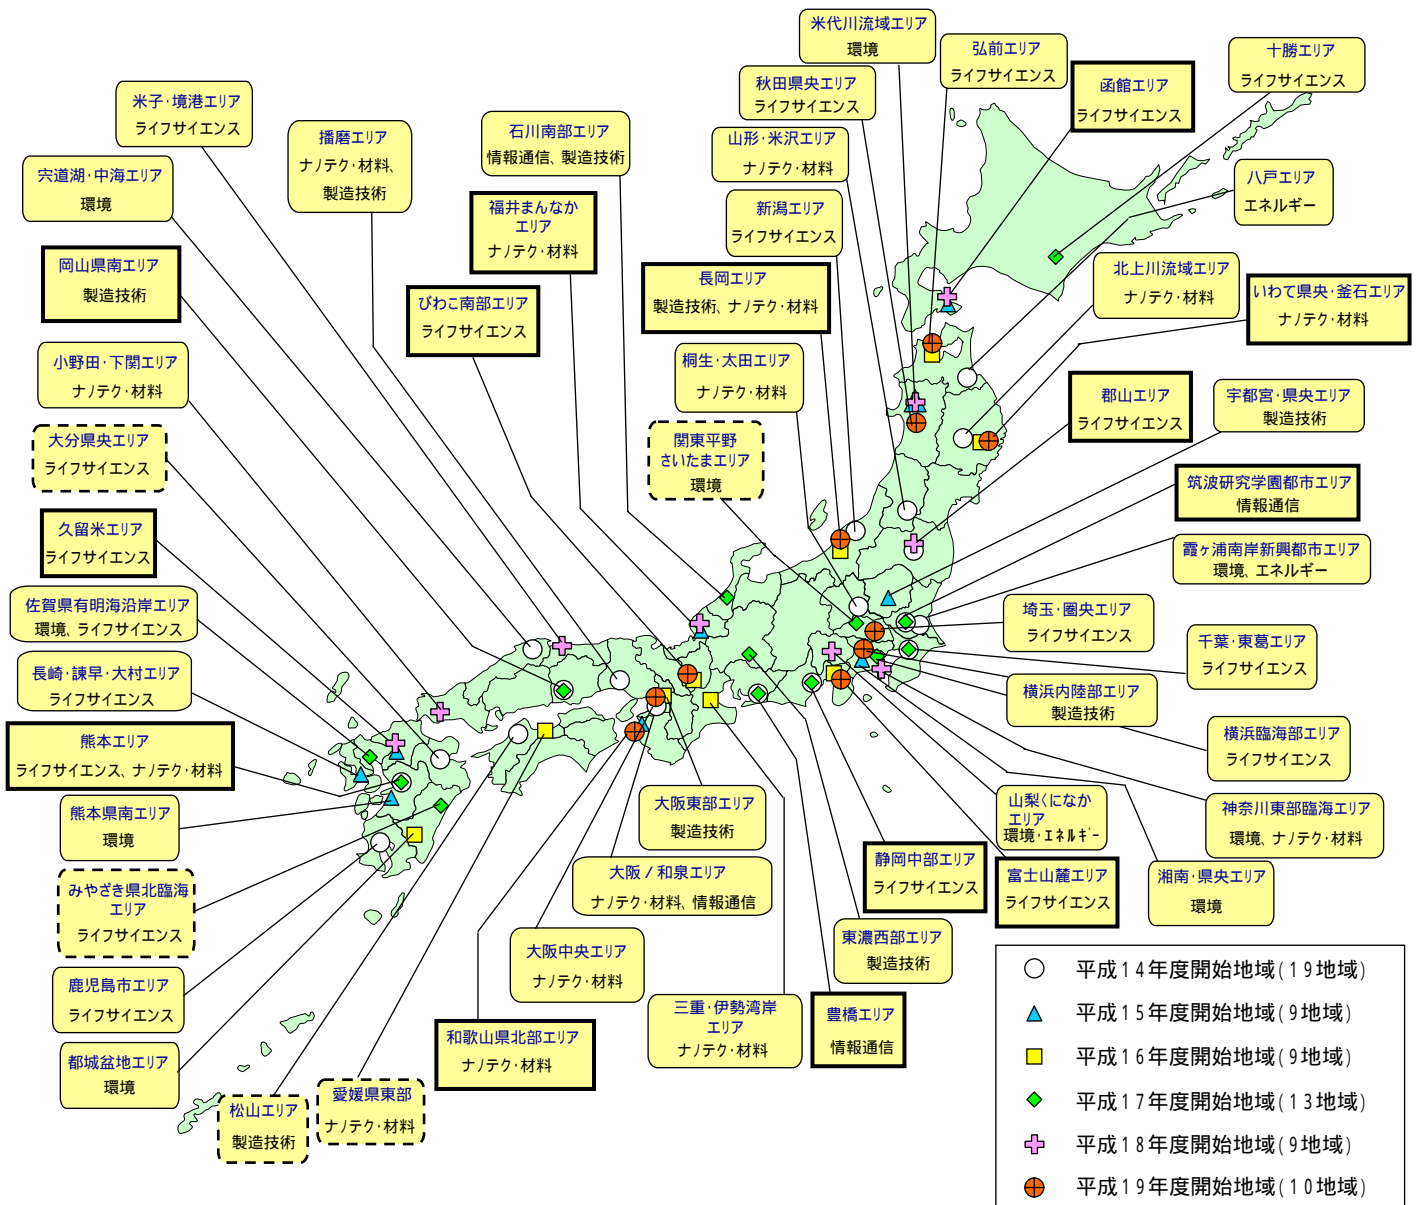 米代川流域エリア
環境
弘前エリア
ライフサイエンス
十勝エリア
ライフサイエンス
秋田県央エリア
ライフサイエンス
函館エリア
ライフサイエンス
米子・境港エリア
ライフサイエンス
播磨エリア
ナノテク・材料、
製造技術
石川南部エリア
情報通信、製造技術
山形・米沢エリア
ナノテク・材料
宍道湖・中海エリア
環境
八戸エリア
エネルギー
福井まんなか
エリア
ナノテク・材料
新潟エリア
ライフサイエンス
岡山県南エリア
製造技術
長岡エリア
製造技術、ナノテク・材料
北上川流域エリア
ナノテク・材料
いわて県央・釜石エリア
ナノテク・材料
びわこ南部エリア
ライフサイエンス
小野田・下関エリア
ナノテク・材料
桐生・太田エリア
ナノテク・材料
郡山エリア
ライフサイエンス
宇都宮・県央エリア
製造技術
大分県央エリア
ライフサイエンス
関東平野
さいたまエリア
環境
筑波研究学園都市エリア
情報通信
久留米エリア
ライフサイエンス
霞ヶ浦南岸新興都市エリア
環境、エネルギー
佐賀県有明海沿岸エリア
環境、ライフサイエンス
埼玉・圏央エリア
ライフサイエンス
千葉・東葛エリア
ライフサイエンス
長崎・諫早・大村エリア
ライフサイエンス
横浜内陸部エリア
製造技術
横浜臨海部エリア
ライフサイエンス
熊本エリア
ライフサイエンス、ナノテク・材料
熊本県南エリア
環境
大阪東部エリア
製造技術
山梨くになか
エリア
環境・エネルギー
神奈川東部臨海エリア
環境、ナノテク・材料
みやざき県北臨海
エリア
ライフサイエンス
大阪/和泉エリア
ナノテク・材料、情報通信
静岡中部エリア
ライフサイエンス
富士山麓エリア
ライフサイエンス
湘南・県央エリア
環境
大阪中央エリア
ナノテク・材料
東濃西部エリア
製造技術
鹿児島市エリア
ライフサイエンス
三重・伊勢湾岸
エリア
ナノテク・材料
豊橋エリア
情報通信
和歌山県北部エリア
ナノテク・材料
都城盆地エリア
環境
松山エリア
製造技術
愛媛県東部
ナノテク・材料
平成14年度開始地域(19地域)
平成15年度開始地域(9地域)
平成16年度開始地域(9地域)
平成17年度開始地域(13地域)
平成18年度開始地域(9地域)
平成19年度開始地域(10地域)